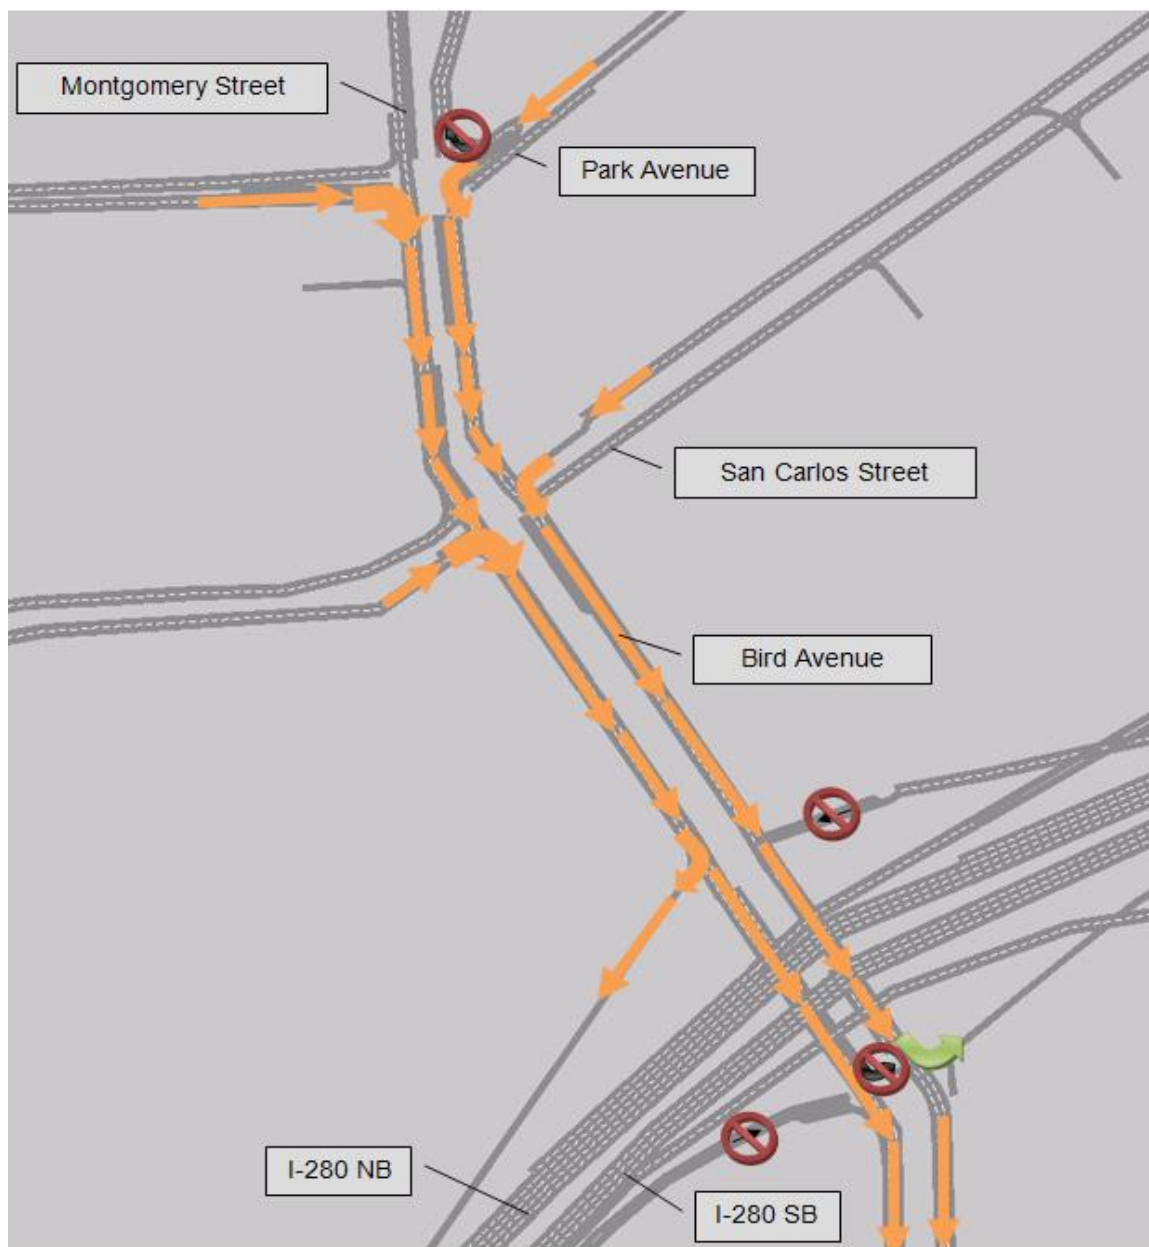 Montgomery Street
Park Avenue
San Carlos Street
Bird Avenue
I-280 NB
I-280 SB